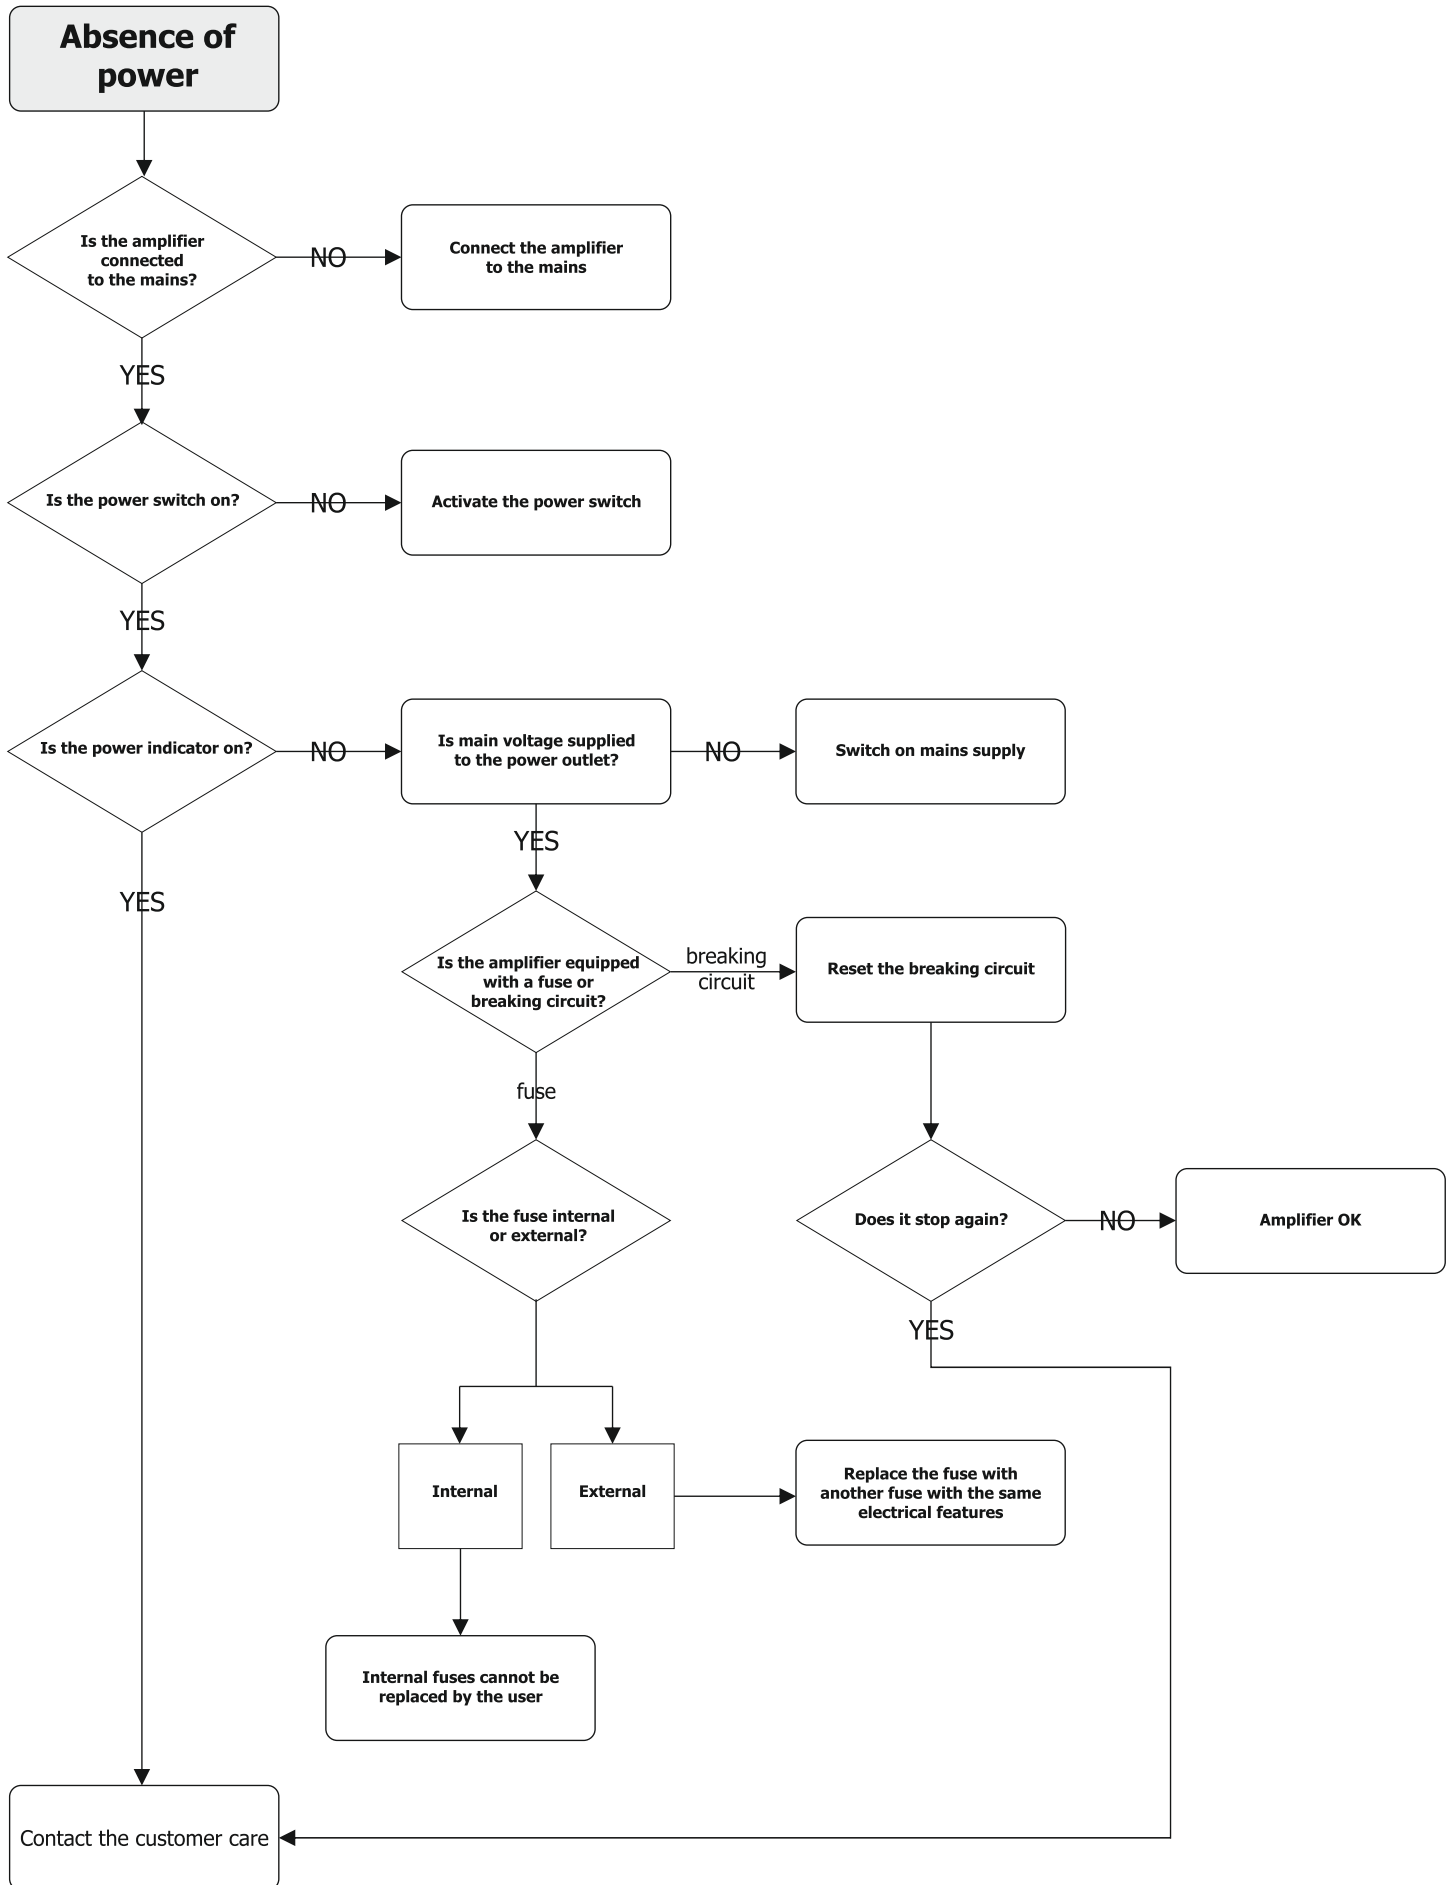 Absence of
power
Is the amplifier
connected
to the mains?
NO
Connect the amplifier
to the mains
YES
Is the power switch on?
NO
Activate the power switch
YES
Is the power indicator on?
NO
Is main voltage supplied
to the power outlet?
NO
Switch on mains supply
YES
YES
Is the amplifier equipped
with a fuse or
breaking circuit?
breaking
circuit
Reset the breaking circuit
fuse
Is the fuse internal
or external?
Does it stop again?
NO
Amplifier OK
YES
Internal
External
Replace the fuse with
another fuse with the same
electrical features
Internal fuses cannot be
replaced by the user
Contact the customer care